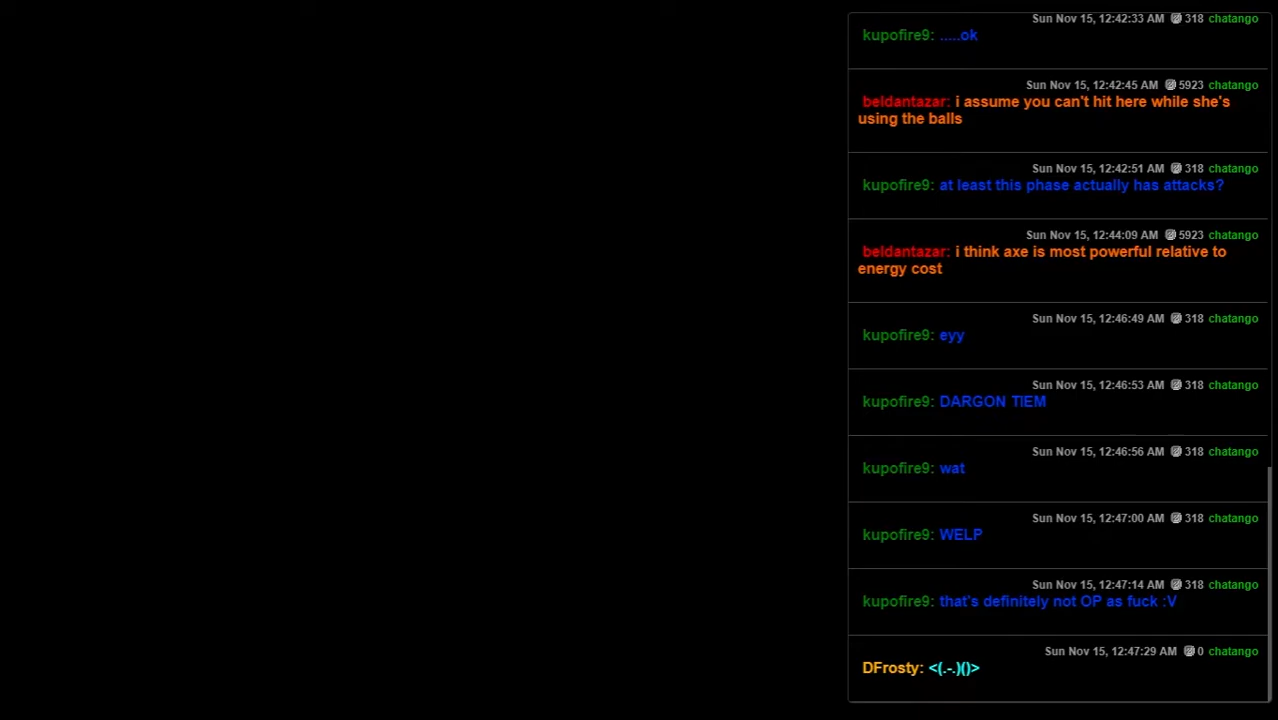 Sun Nov 15, 12:42:33 AM 318 chatango
kupofire9: .....ok
Sun Nov 15, 12:42:45 AM 5923 chatango
beldantazar: i assume you can't hit here while she's
using the balls
Sun Nov 15, 12:42:51 AM 318 chatango
kupofire9: at least this phase actually has attacks?
Sun Nov 15, 12:44:09 AM 5923 chatango
beldantazar: i think axe is most powerful relative to
energy cost
Sun Nov 15, 12:46:49 AM 318 chatango
kupofire9: eyy
Sun Nov 15, 12:46:53 AM 318 chatango
kupofire9: DARGON TIEM
Sun Nov 15, 12:46:56 AM 318 chatango
kupofire9: wat
Sun Nov 15, 12:47:00 AM 318 chatango
kupofire9: WELP
Sun Nov 15, 12:47:14 AM 318 chatango
kupofire9: that's definitely not OP as fuck :V
Sun Nov 15, 12:47:29 AM 0 chatango
DFrosty: <(.-.)()>